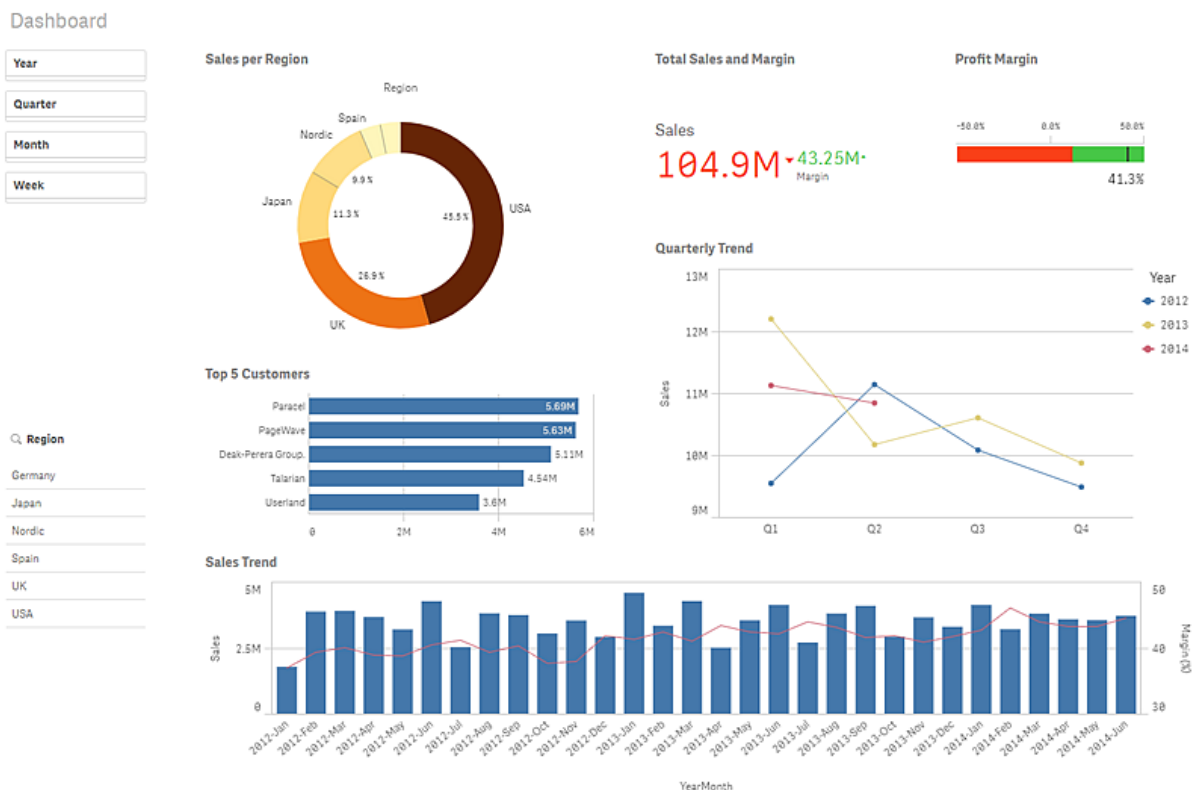 Dashboard
Year
Quarter
Month
Week
Region
Germany
Japan
Nordic
Spain
UK
USA
Sales per Region
Region
Spain
Nordic
Japan
UK
USA
9.9%
11.3%
26.9%
45.5%
Total Sales and Margin
Sales
104.9M
43.25M
Margin
Profit Margin
-50.0% 0.0% 50.0%
41.3%
Top 5 Customers
Paracel 5.69M
PageWave 5.63M
Deak-Perera Group. 5.11M
Talarian 4.54M
Userland 3.6M
0 2M 4M 6M
Quarterly Trend
Sales
13M
12M
11M
10M
9M
Q1 Q2 Q3 Q4
Year
2012
2013
2014
Sales Trend
Sales
5M
2.5M
0
50
40
30
Margin (%)
2012-Jan 2012-Feb 2012-Mar 2012-Apr 2012-May 2012-Jun 2012-Jul 2012-Aug 2012-Sep 2012-Oct 2012-Nov 2012-Dec 2013-Jan 2013-Feb 2013-Mar 2013-Apr 2013-May 2013-Jun 2013-Jul 2013-Aug 2013-Sep 2013-Oct 2013-Nov 2013-Dec 2014-Jan 2014-Feb 2014-Mar 2014-Apr 2014-May 2014-Jun
YearMonth